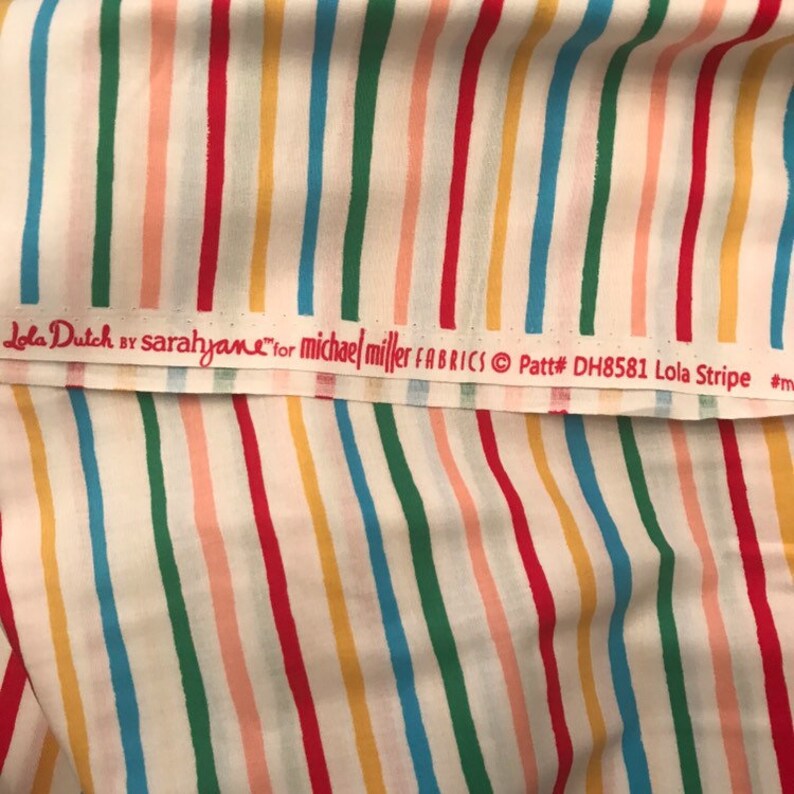 Lola Dutch BY sarahjane™ for michael miller FABRICS © Patt# DH8581 Lola Stripe #m